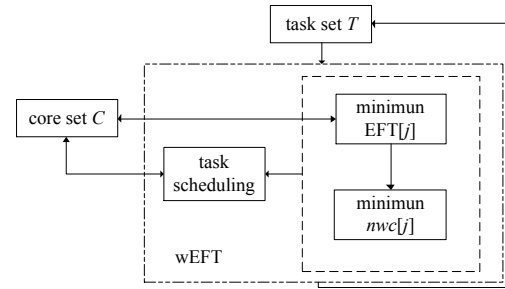 task set T
core set C
minimun
EFT[j]
task
scheduling
minimun
nwc[j]
wEFT